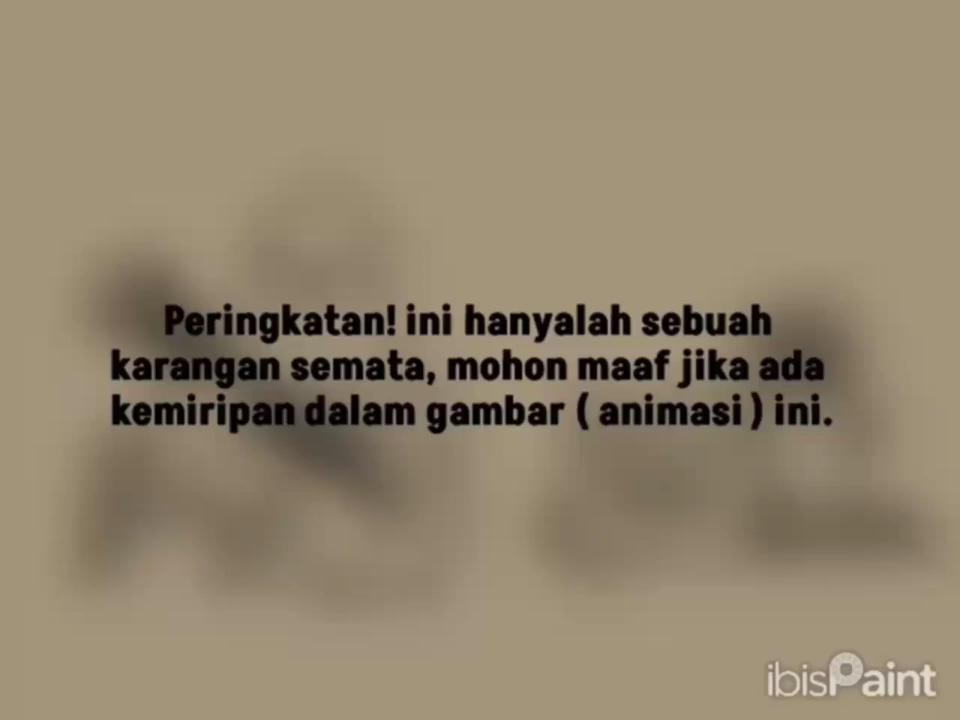 Peringkatan! ini hanyalah sebuah
karangan semata, mohon maaf jika ada
kemiripan dalam gambar ( animasi ) ini.
ibisPaint